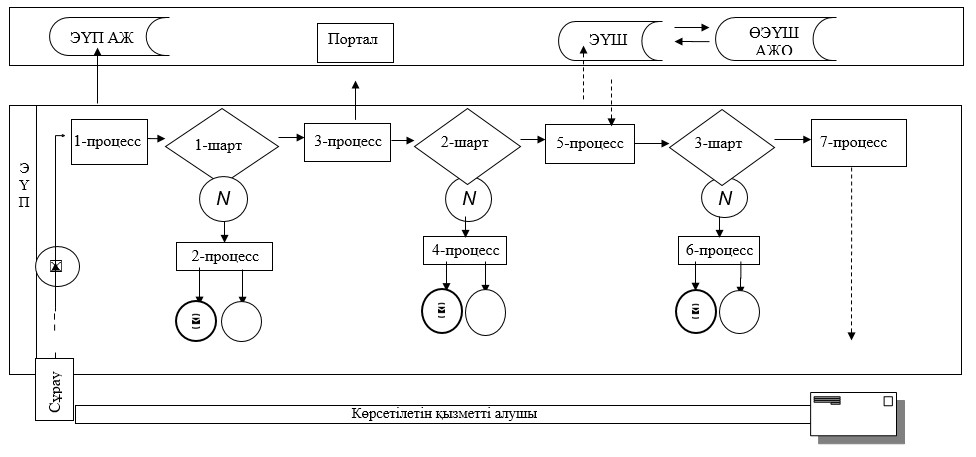 ЭҮП АЖ
Портал
ЭҮШ
ӨЭҮШ
АЖО
1-процесс
1-шарт
3-процесс
2-шарт
5-процесс
3-шарт
7-процесс
Э
Ү
П
N
N
N
2-процесс
4-процесс
6-процесс
Сұрау
Көрсетілетін қызметті алушы